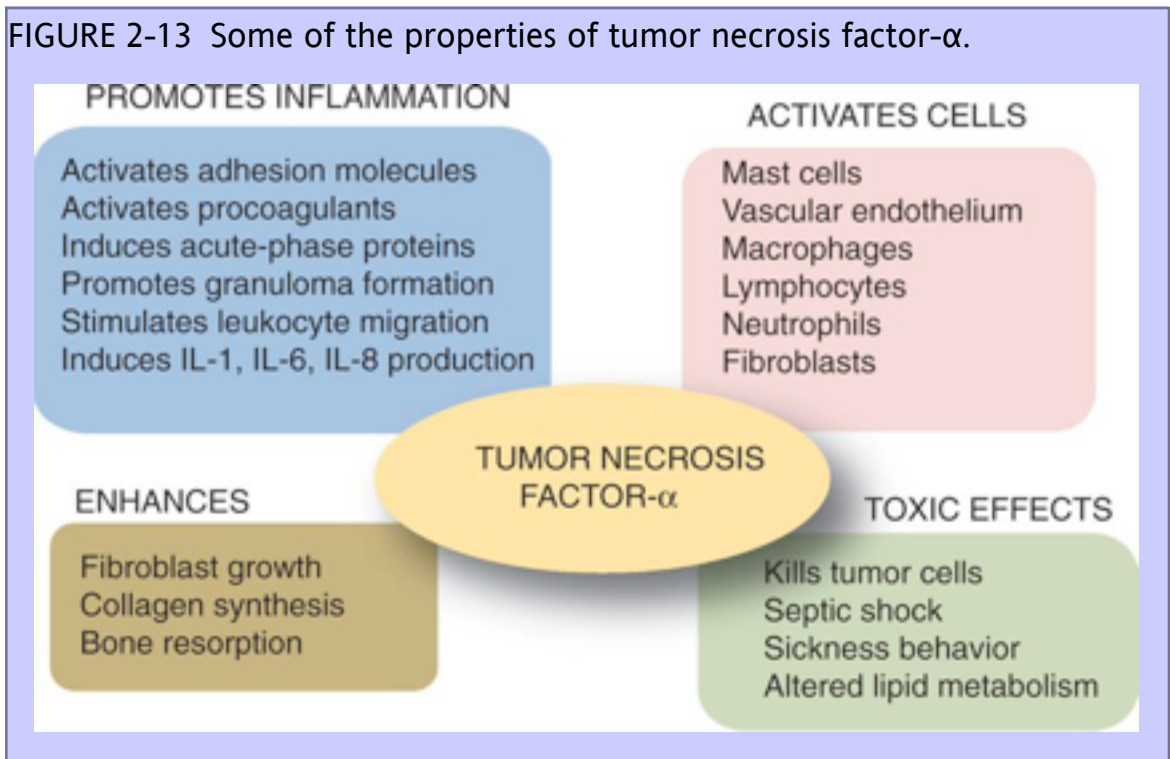 FIGURE 2-13 Some of the properties of tumor necrosis factor-α.
PROMOTES INFLAMMATION
Activates adhesion molecules
Activates procoagulants
Induces acute-phase proteins
Promotes granuloma formation
Stimulates leukocyte migration
Induces IL-1, IL-6, IL-8 production
ACTIVATES CELLS
Mast cells
Vascular endothelium
Macrophages
Lymphocytes
Neutrophils
Fibroblasts
TUMOR NECROSIS
FACTOR-α
ENHANCES
Fibroblast growth
Collagen synthesis
Bone resorption
TOXIC EFFECTS
Kills tumor cells
Septic shock
Sickness behavior
Altered lipid metabolism